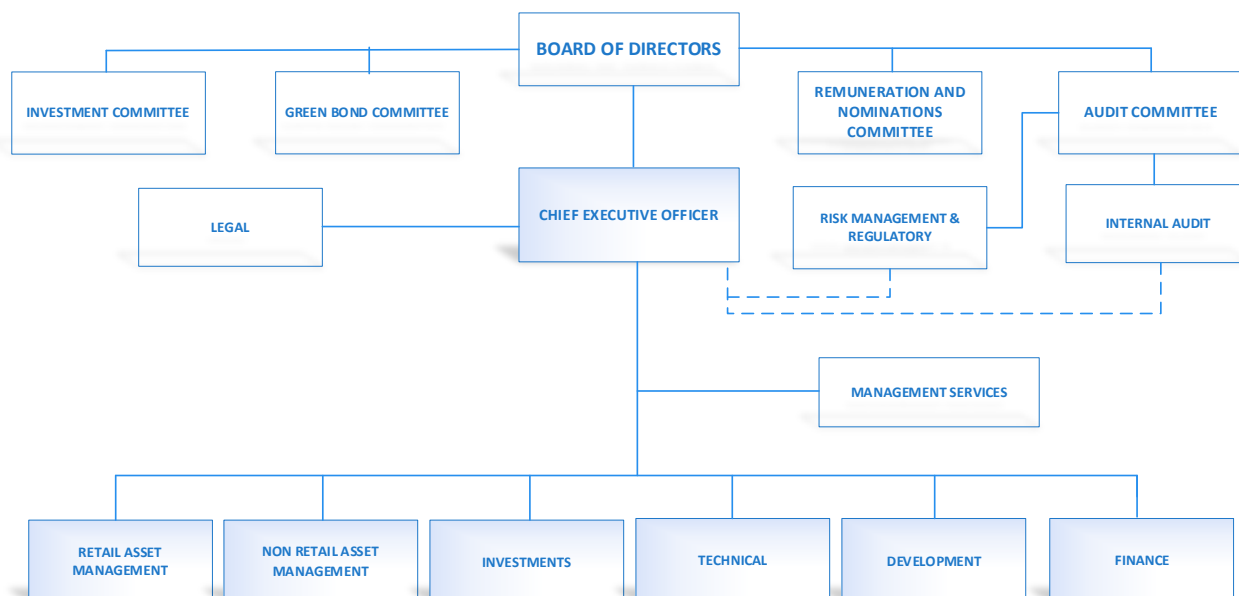 BOARD OF DIRECTORS
INVESTMENT COMMITTEE
GREEN BOND COMMITTEE
REMUNERATION AND
NOMINATIONS
COMMITTEE
AUDIT COMMITTEE
LEGAL
CHIEF EXECUTIVE OFFICER
RISK MANAGEMENT &
REGULATORY
INTERNAL AUDIT
MANAGEMENT SERVICES
RETAIL ASSET
MANAGEMENT
NON RETAIL ASSET
MANAGEMENT
INVESTMENTS
TECHNICAL
DEVELOPMENT
FINANCE